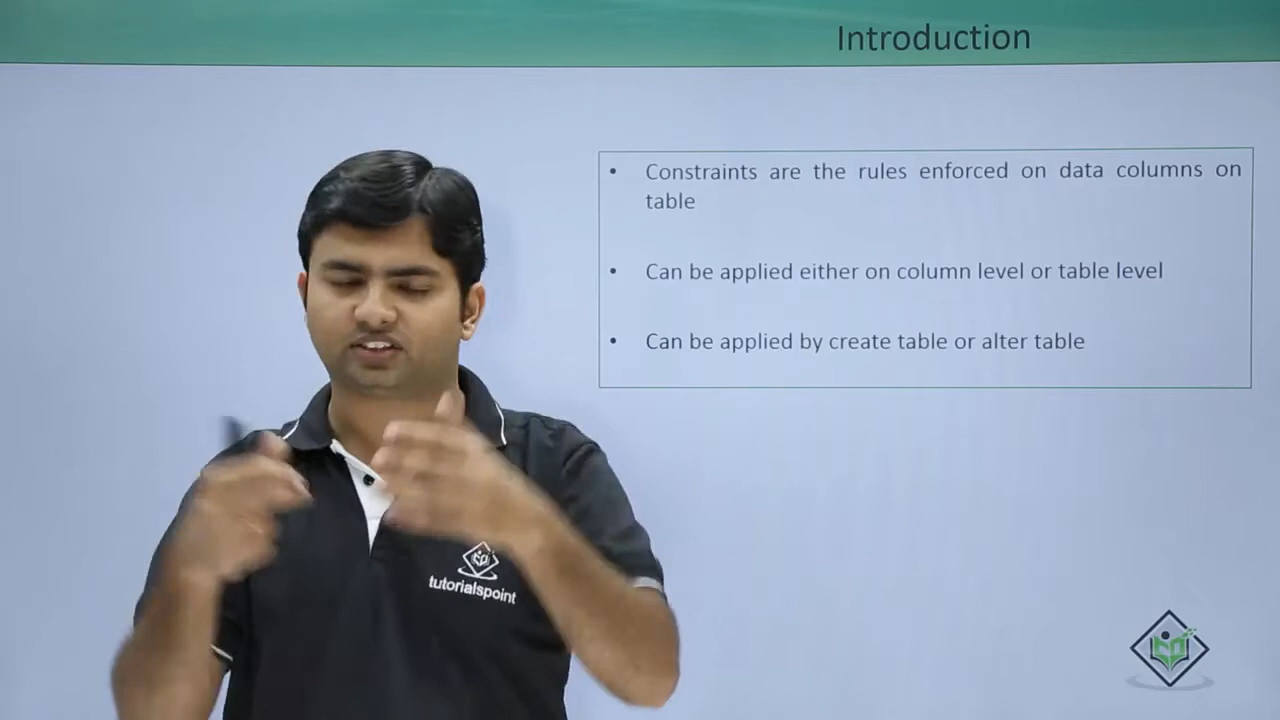 Introduction
• Constraints are the rules enforced on data columns on
table
• Can be applied either on column level or table level
• Can be applied by create table or alter table
tutorialspoint